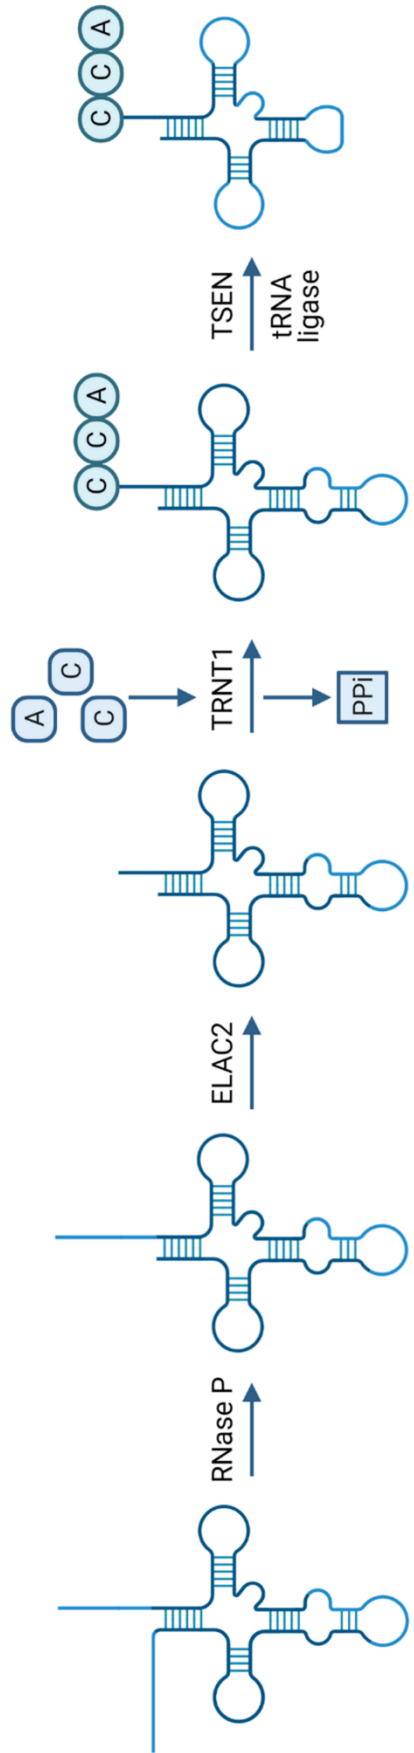 RNase P
ELAC2
A
C
C
TRNT1
PPi
C C A
TSEN
tRNA
ligase
C C A